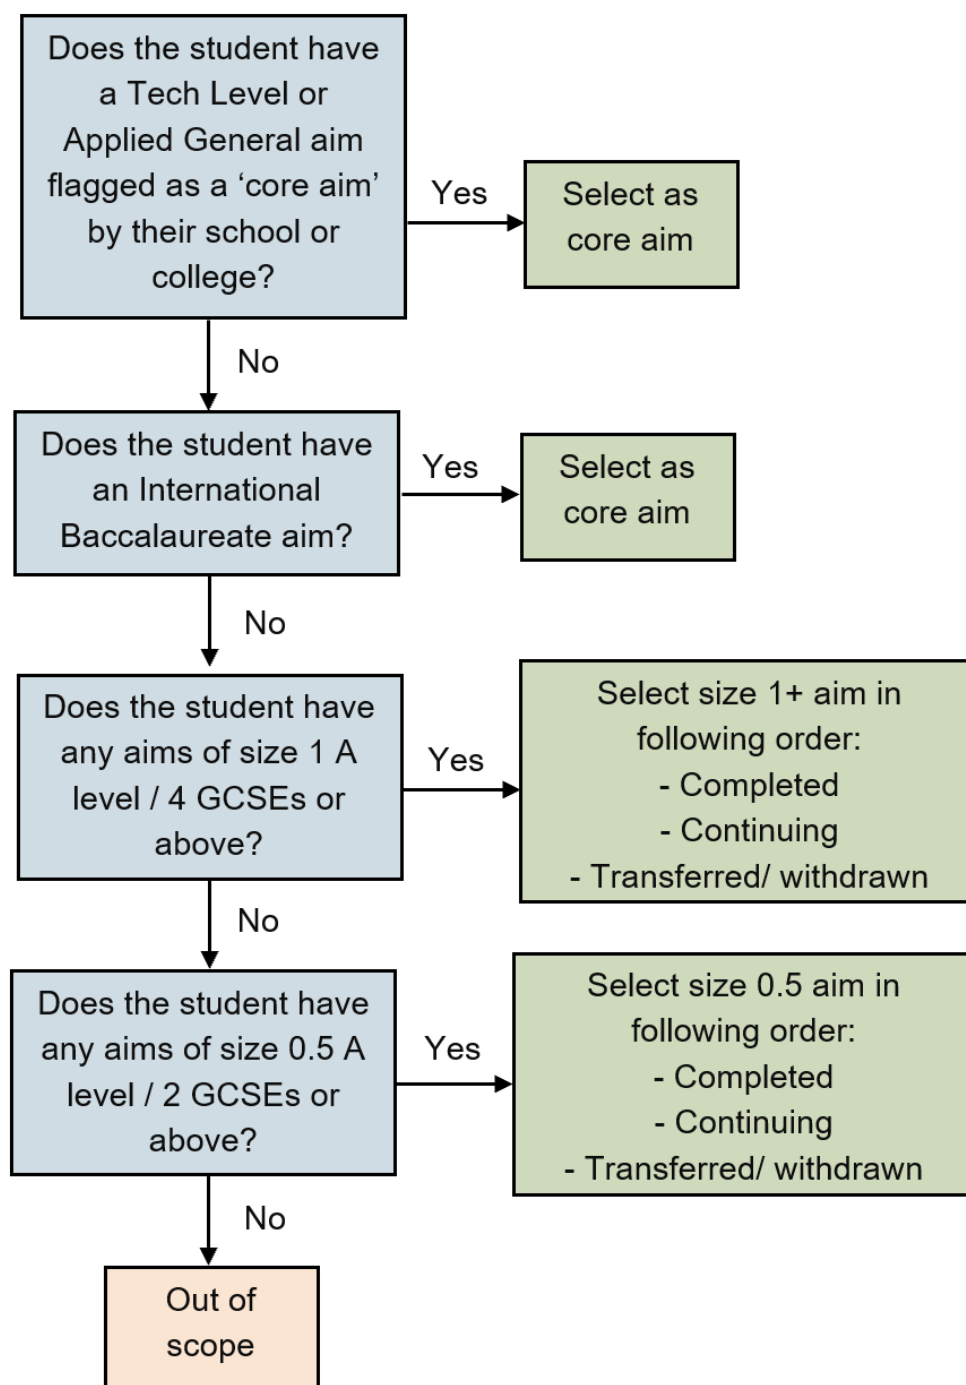 Does the student have
a Tech Level or
Applied General aim
flagged as a ‘core aim’
by their school or
college?
Yes
Select as
core aim
No
Does the student have
an International
Baccalaureate aim?
Yes
Select as
core aim
No
Does the student have
any aims of size 1 A
level / 4 GCSEs or
above?
Yes
Select size 1+ aim in
following order:
- Completed
- Continuing
- Transferred/ withdrawn
No
Does the student have
any aims of size 0.5 A
level / 2 GCSEs or
above?
Yes
Select size 0.5 aim in
following order:
- Completed
- Continuing
- Transferred/ withdrawn
No
Out of
scope